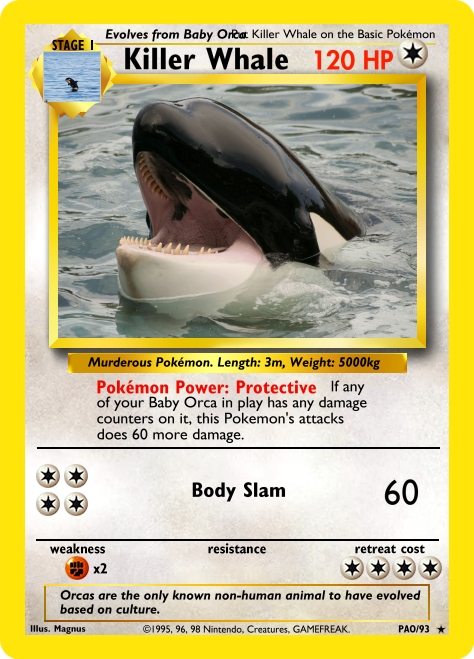 STAGE 1
Evolves from Baby Orca Put Killer Whale on the Basic Pokémon
Killer Whale 120 HP
Murderous Pokémon. Length: 3m, Weight: 5000kg
Pokémon Power: Protective If any
of your Baby Orca in play has any damage
counters on it, this Pokemon's attacks
does 60 more damage.
Body Slam 60
weakness resistance retreat cost
x2
Orcas are the only known non-human animal to have evolved
based on culture.
Illus. Magnus ©1995, 96, 98 Nintendo, Creatures, GAMEFREAK. PAO/93